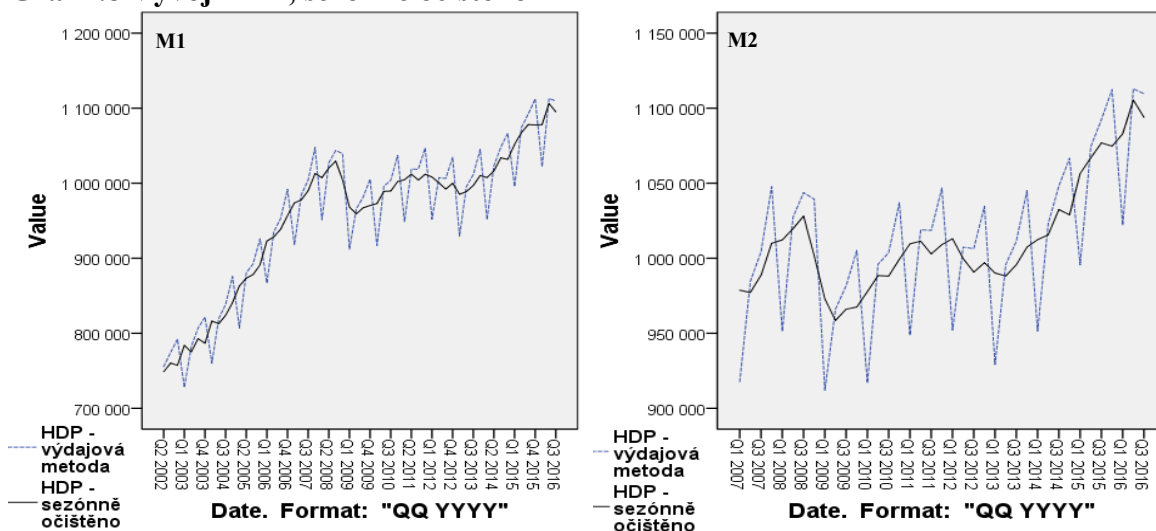 M1
1 200 000
1 100 000
1 000 000
900 000
800 000
700 000
Value
Q2 2002
Q1 2003
Q4 2003
Q3 2004
Q2 2005
Q1 2006
Q4 2006
Q3 2007
Q2 2008
Q1 2009
Q4 2009
Q3 2010
Q2 2011
Q1 2012
Q4 2012
Q3 2013
Q2 2014
Q1 2015
Q4 2015
Q3 2016
HDP -
výdajová
metoda
HDP -
sezónně
očištěno
Date. Format: "QQ YYYY"
M2
1 150 000
1 100 000
1 050 000
1 000 000
950 000
900 000
Value
Q1 2007
Q3 2007
Q1 2008
Q3 2008
Q1 2009
Q3 2009
Q1 2010
Q3 2010
Q1 2011
Q3 2011
Q1 2012
Q3 2012
Q1 2013
Q3 2013
Q1 2014
Q3 2014
Q1 2015
Q3 2015
Q1 2016
Q3 2016
HDP -
výdajová
metoda
HDP -
sezónně
očištěno
Date. Format: "QQ YYYY"